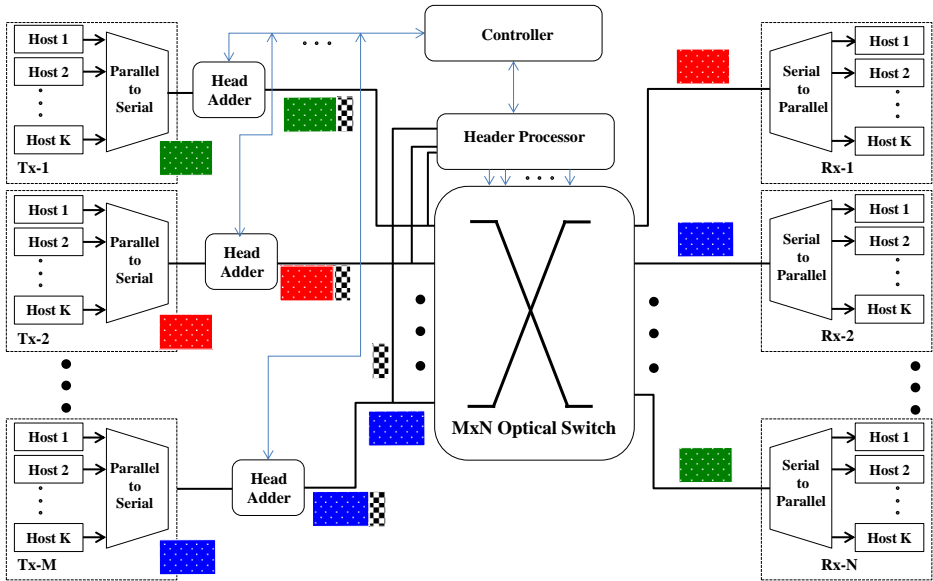 Host 1
Host 2
Host K
Parallel
to
Serial
Tx-1
Head
Adder
Controller
Header Processor
Serial
to
Parallel
Host 1
Host 2
Host K
Rx-1
Host 1
Host 2
Host K
Parallel
to
Serial
Tx-2
Head
Adder
Serial
to
Parallel
Host 1
Host 2
Host K
Rx-2
MxN Optical Switch
Host 1
Host 2
Host K
Parallel
to
Serial
Tx-M
Head
Adder
Serial
to
Parallel
Host 1
Host 2
Host K
Rx-N